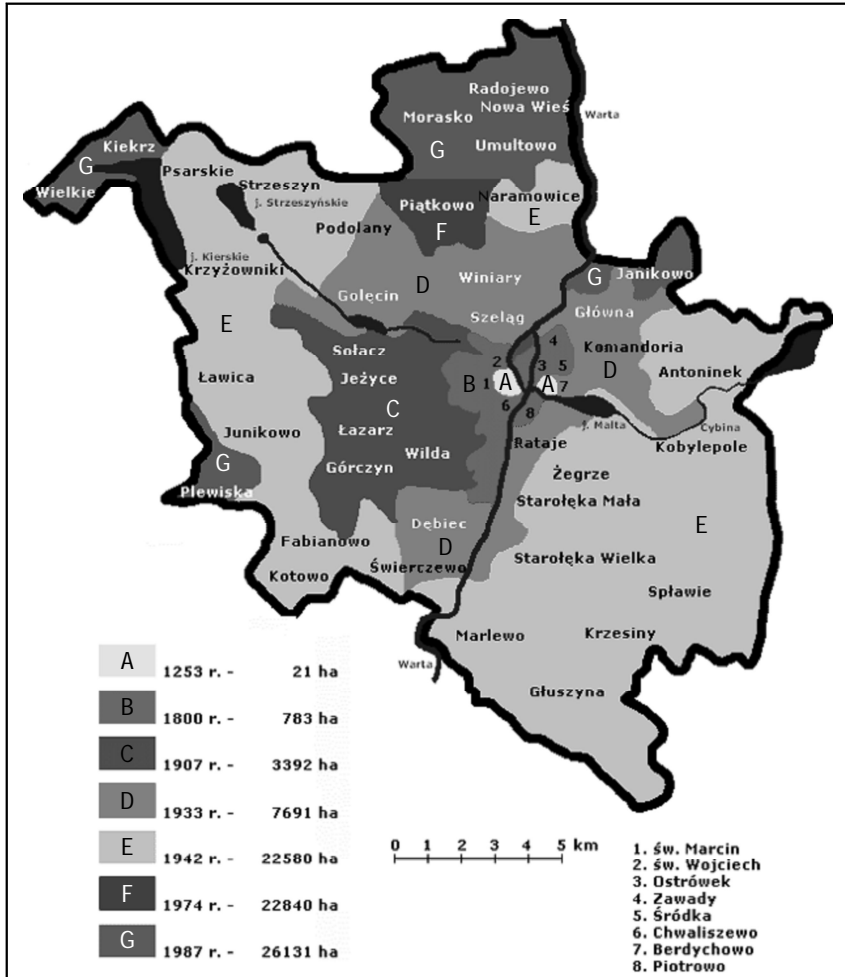 Radojewo
Nowa Wieś
Morasko
Warta
Umultowo
G
Kiekrz
G
Psarskie
Wielkie
Strzeszyn
j. Strzeszyńskie
Piątkowo
F
Naramowice
E
Podolany
j. Kierskie
Krzyżowniki
D
Winiary
G
Janikowo
Golęcin
Szeląg
Główna
E
Sołacz
Komandoria
4
2
3
5
D
Antoninek
Ławica
Jeżyce
B
1
A
A
7
C
6
8
j. Malta
Cybina
Junikowo
Łazarz
Wilda
Rataje
Kobylepole
G
Górczyn
Żegrze
Plewiska
Starołęka Mała
Dębiec
E
Fabianowo
D
Świerczewo
Starołęka Wielka
Kotowo
Spławie
Marlewo
Krzesiny
Warta
Głuszyna
A 1253 r. - 21 ha
B 1800 r. - 783 ha
C 1907 r. - 3392 ha
D 1933 r. - 7691 ha
E 1942 r. - 22580 ha
F 1974 r. - 22840 ha
G 1987 r. - 26131 ha
0 1 2 3 4 5 km
1. św. Marcin
2. św. Wojciech
3. Ostrówek
4. Zawady
5. Śródka
6. Chwaliszewo
7. Berdychowo
8. Piotrowo